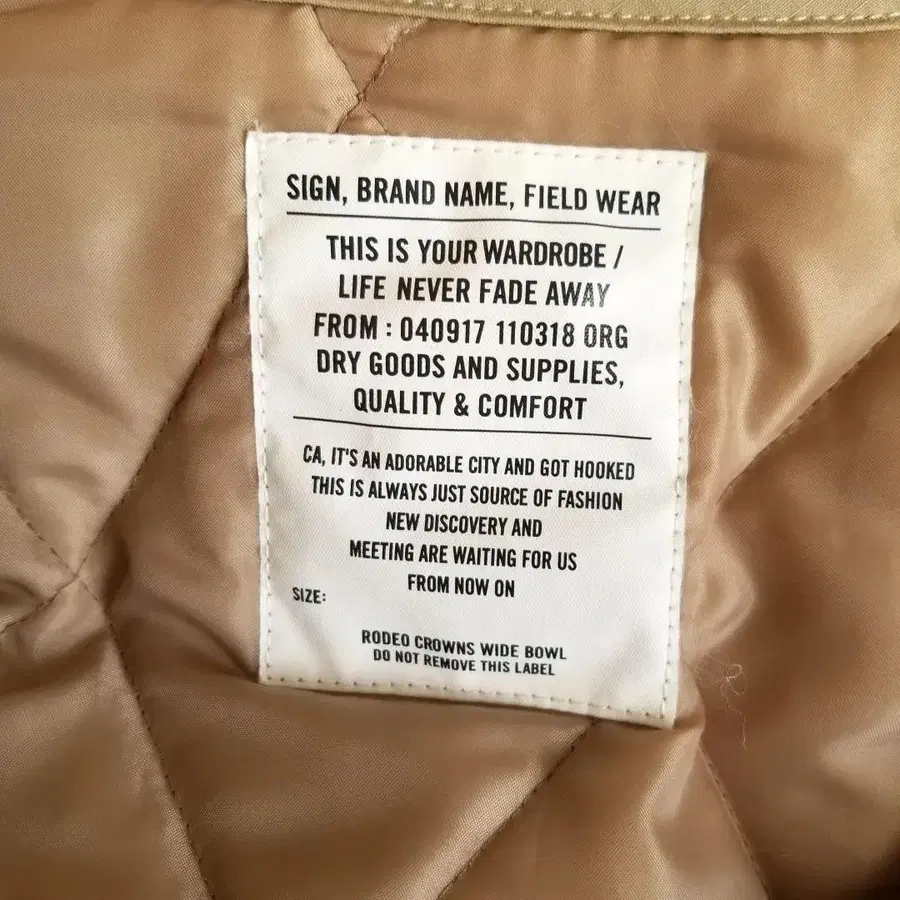 SIGN, BRAND NAME, FIELD WEAR
THIS IS YOUR WARDROBE /
LIFE NEVER FADE AWAY
FROM : 040917 110318 ORG
DRY GOODS AND SUPPLIES,
QUALITY & COMFORT
CA, IT'S AN ADORABLE CITY AND GOT HOOKED
THIS IS ALWAYS JUST SOURCE OF FASHION
NEW DISCOVERY AND
MEETING ARE WAITING FOR US
FROM NOW ON
SIZE:
RODEO CROWNS WIDE BOWL
DO NOT REMOVE THIS LABEL